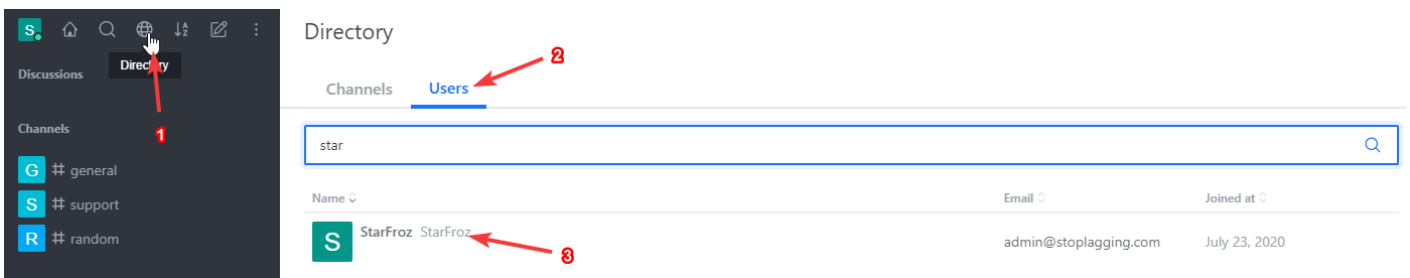 S
Directory
Discussions
1
Channels
G # general
S # support
R # random
Directory
2
Channels Users
star
Name Email Joined at
S StarFroz StarFroz admin@stoplagging.com July 23, 2020
3